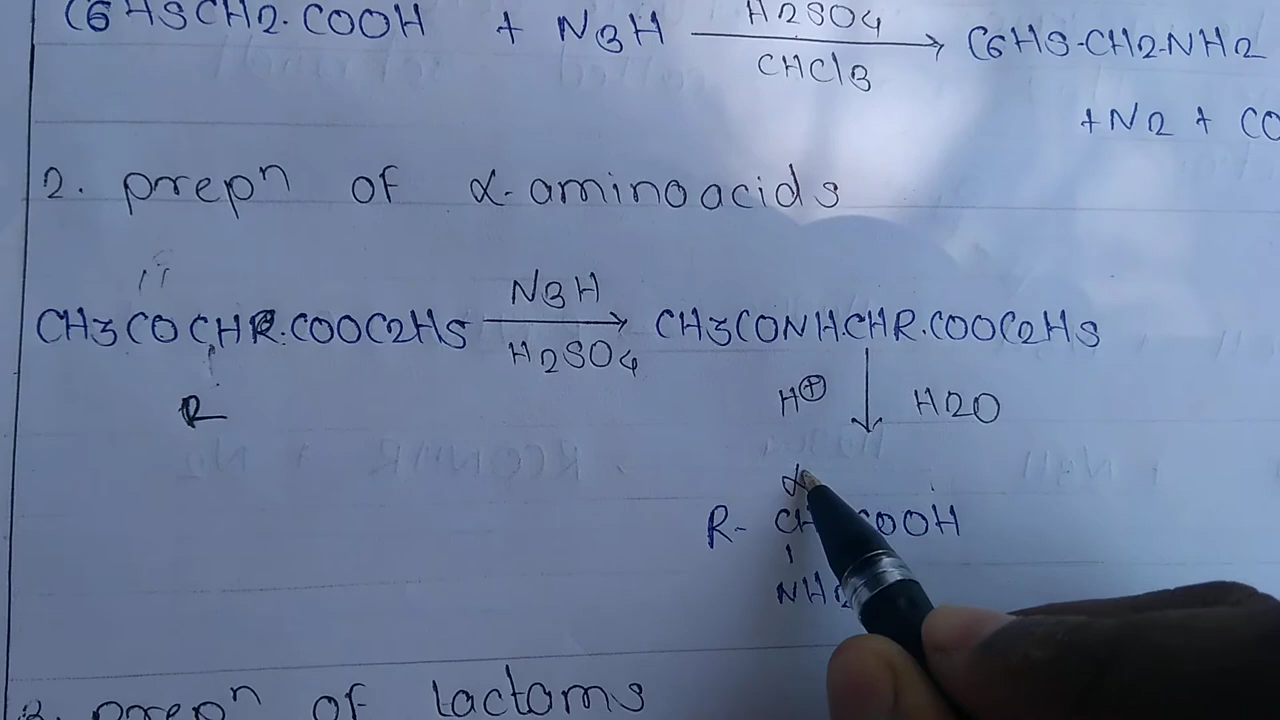 C6H5CH2.COOH + N3H H2SO4 CHCl3 C6H5-CH2-NH2
+N2 + CO
2. prepn of α-aminoacids
CH3COCHR.COOC2H5 N3H H2SO4 CH3CONHCHR.COOC2H5
R
H⊕ H2O
α
R- CH COOH
NH2
3. prepn of lactams